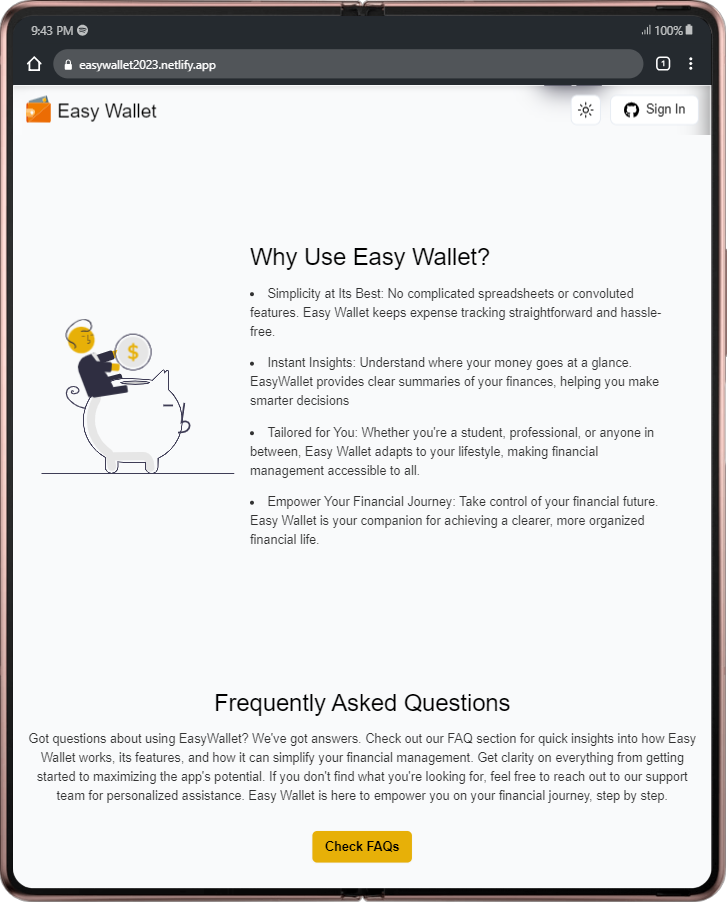 9:43 PM
100%
easywallet2023.netlify.app
1
Easy Wallet
Sign In
Why Use Easy Wallet?
• Simplicity at Its Best: No complicated spreadsheets or convoluted
features. Easy Wallet keeps expense tracking straightforward and hassle-
free.
• Instant Insights: Understand where your money goes at a glance.
EasyWallet provides clear summaries of your finances, helping you make
smarter decisions
• Tailored for You: Whether you're a student, professional, or anyone in
between, Easy Wallet adapts to your lifestyle, making financial
management accessible to all.
• Empower Your Financial Journey: Take control of your financial future.
Easy Wallet is your companion for achieving a clearer, more organized
financial life.
$
Frequently Asked Questions
Got questions about using EasyWallet? We've got answers. Check out our FAQ section for quick insights into how Easy
Wallet works, its features, and how it can simplify your financial management. Get clarity on everything from getting
started to maximizing the app's potential. If you don't find what you're looking for, feel free to reach out to our support
team for personalized assistance. Easy Wallet is here to empower you on your financial journey, step by step.
Check FAQs